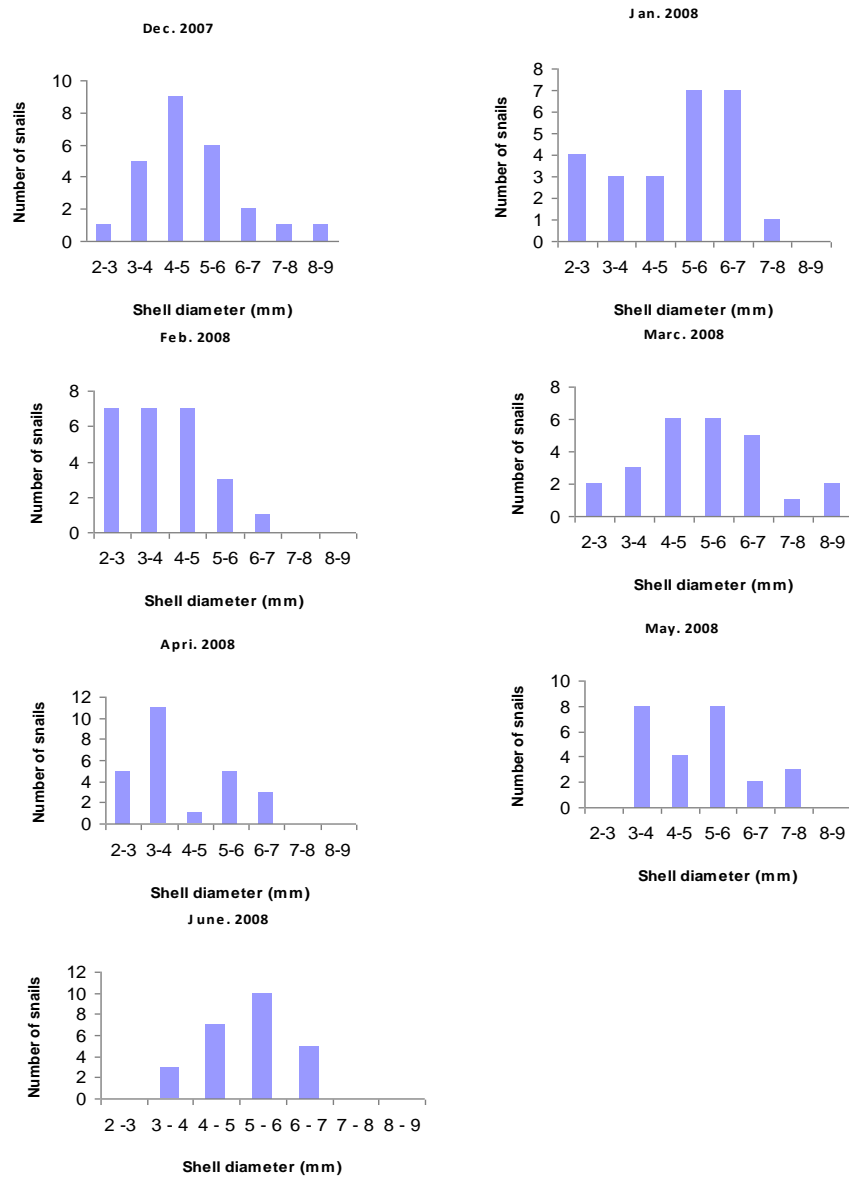 Dec. 2007
Number of snails
10
8
6
4
2
0
2-3 3-4 4-5 5-6 6-7 7-8 8-9
Shell diameter (mm)
Jan. 2008
Number of snails
8
7
6
5
4
3
2
1
0
2-3 3-4 4-5 5-6 6-7 7-8 8-9
Shell diameter (mm)
Feb. 2008
Number of snails
8
6
4
2
0
2-3 3-4 4-5 5-6 6-7 7-8 8-9
Shell diameter (mm)
Marc. 2008
Number of snails
8
6
4
2
0
2-3 3-4 4-5 5-6 6-7 7-8 8-9
Shell diameter (mm)
Apri. 2008
Number of snails
12
10
8
6
4
2
0
2-3 3-4 4-5 5-6 6-7 7-8 8-9
Shell diameter (mm)
May. 2008
Number of snails
10
8
6
4
2
0
2-3 3-4 4-5 5-6 6-7 7-8 8-9
Shell diameter (mm)
June. 2008
Number of snails
12
10
8
6
4
2
0
2 -3 3 - 4 4 - 5 5 - 6 6 - 7 7 - 8 8 - 9
Shell diameter (mm)